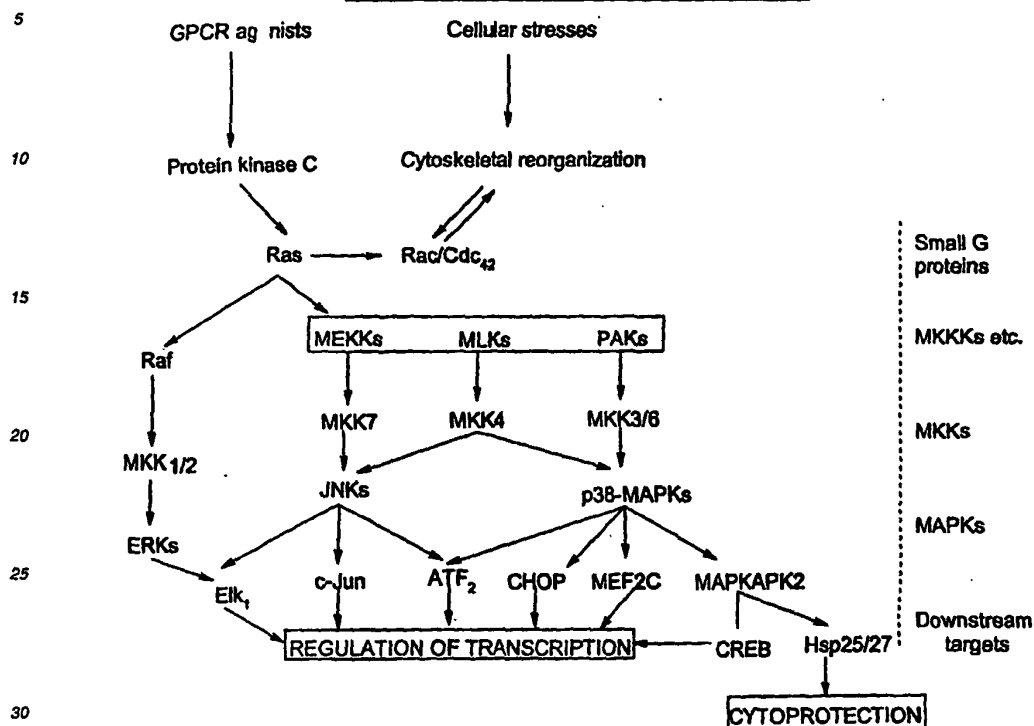 5
GPCR ag nists Cellular stresses
10
Protein kinase C Cytoskeletal reorganization
Ras Rac/Cdc42 Small G
proteins
15
MEKKs MLKs PAKs MKKKs etc.
Raf
MKK7 MKK4 MKK3/6 MKKs
20
MKK1/2
JNKs p38-MAPKs
MAPKs
ERKs
25
Elk1 c-Jun ATF2 CHOP MEF2C MAPKAPK2
Downstream
targets
REGULATION OF TRANSCRIPTION CREB Hsp25/27
30
CYTOPROTECTION